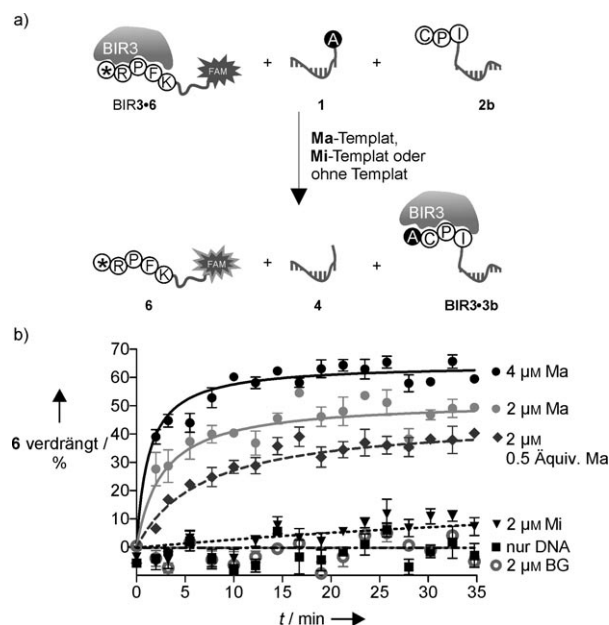 a)
BIR3
* R P F K
FAM
BIR3•6
+
A
1
+
C P I
2b
Ma-Templat,
Mi-Templat oder
ohne Templat
BIR3
A C P I
* R P F K
FAM
6
+
4
+
BIR3•3b
b)
6 verdrängt /
%
70
60
50
40
30
20
10
0
-10
0 5 10 15 20 25 30 35
t / min
4 µM Ma
2 µM Ma
2 µM
0.5 Äquiv. Ma
2 µM Mi
nur DNA
2 µM BG